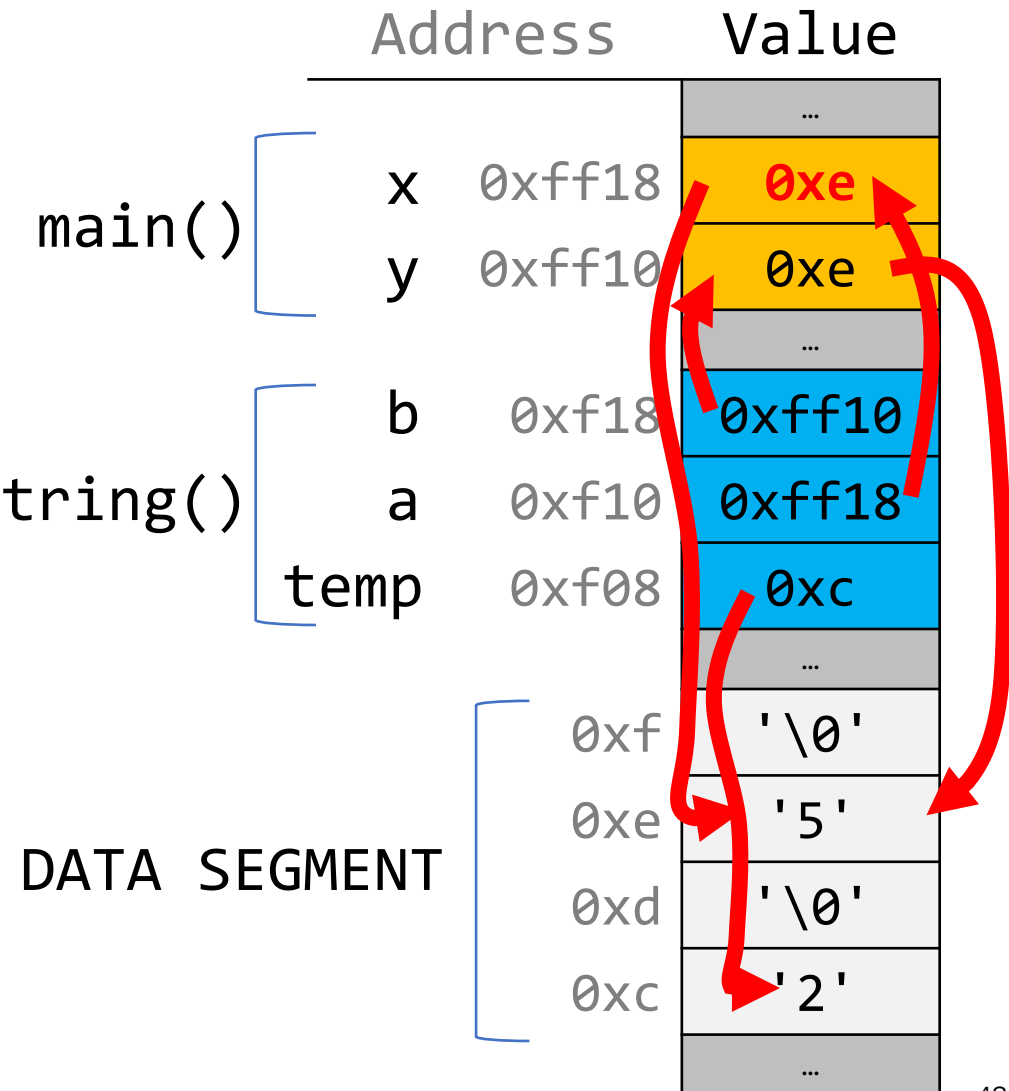 Address Value
…
x 0xff18 0xe
main()
y 0xff10 0xe
…
b 0xf18 0xff10
tring() a 0xf10 0xff18
temp 0xf08 0xc
…
0xf '\0'
0xe '5'
DATA SEGMENT
0xd '\0'
0xc '2'
…